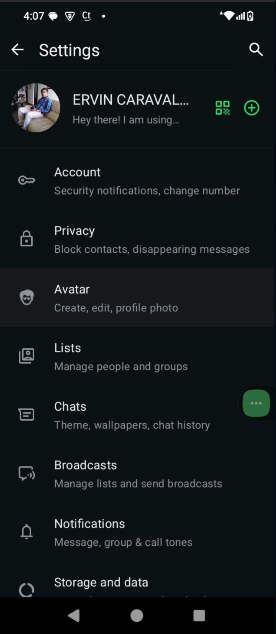 4:07
Settings
ERVIN CARAVAL...
Hey there! I am using...
Account
Security notifications, change number
Privacy
Block contacts, disappearing messages
Avatar
Create, edit, profile photo
Lists
Manage people and groups
Chats
Theme, wallpapers, chat history
Broadcasts
Manage lists and send broadcasts
Notifications
Message, group & call tones
Storage and data